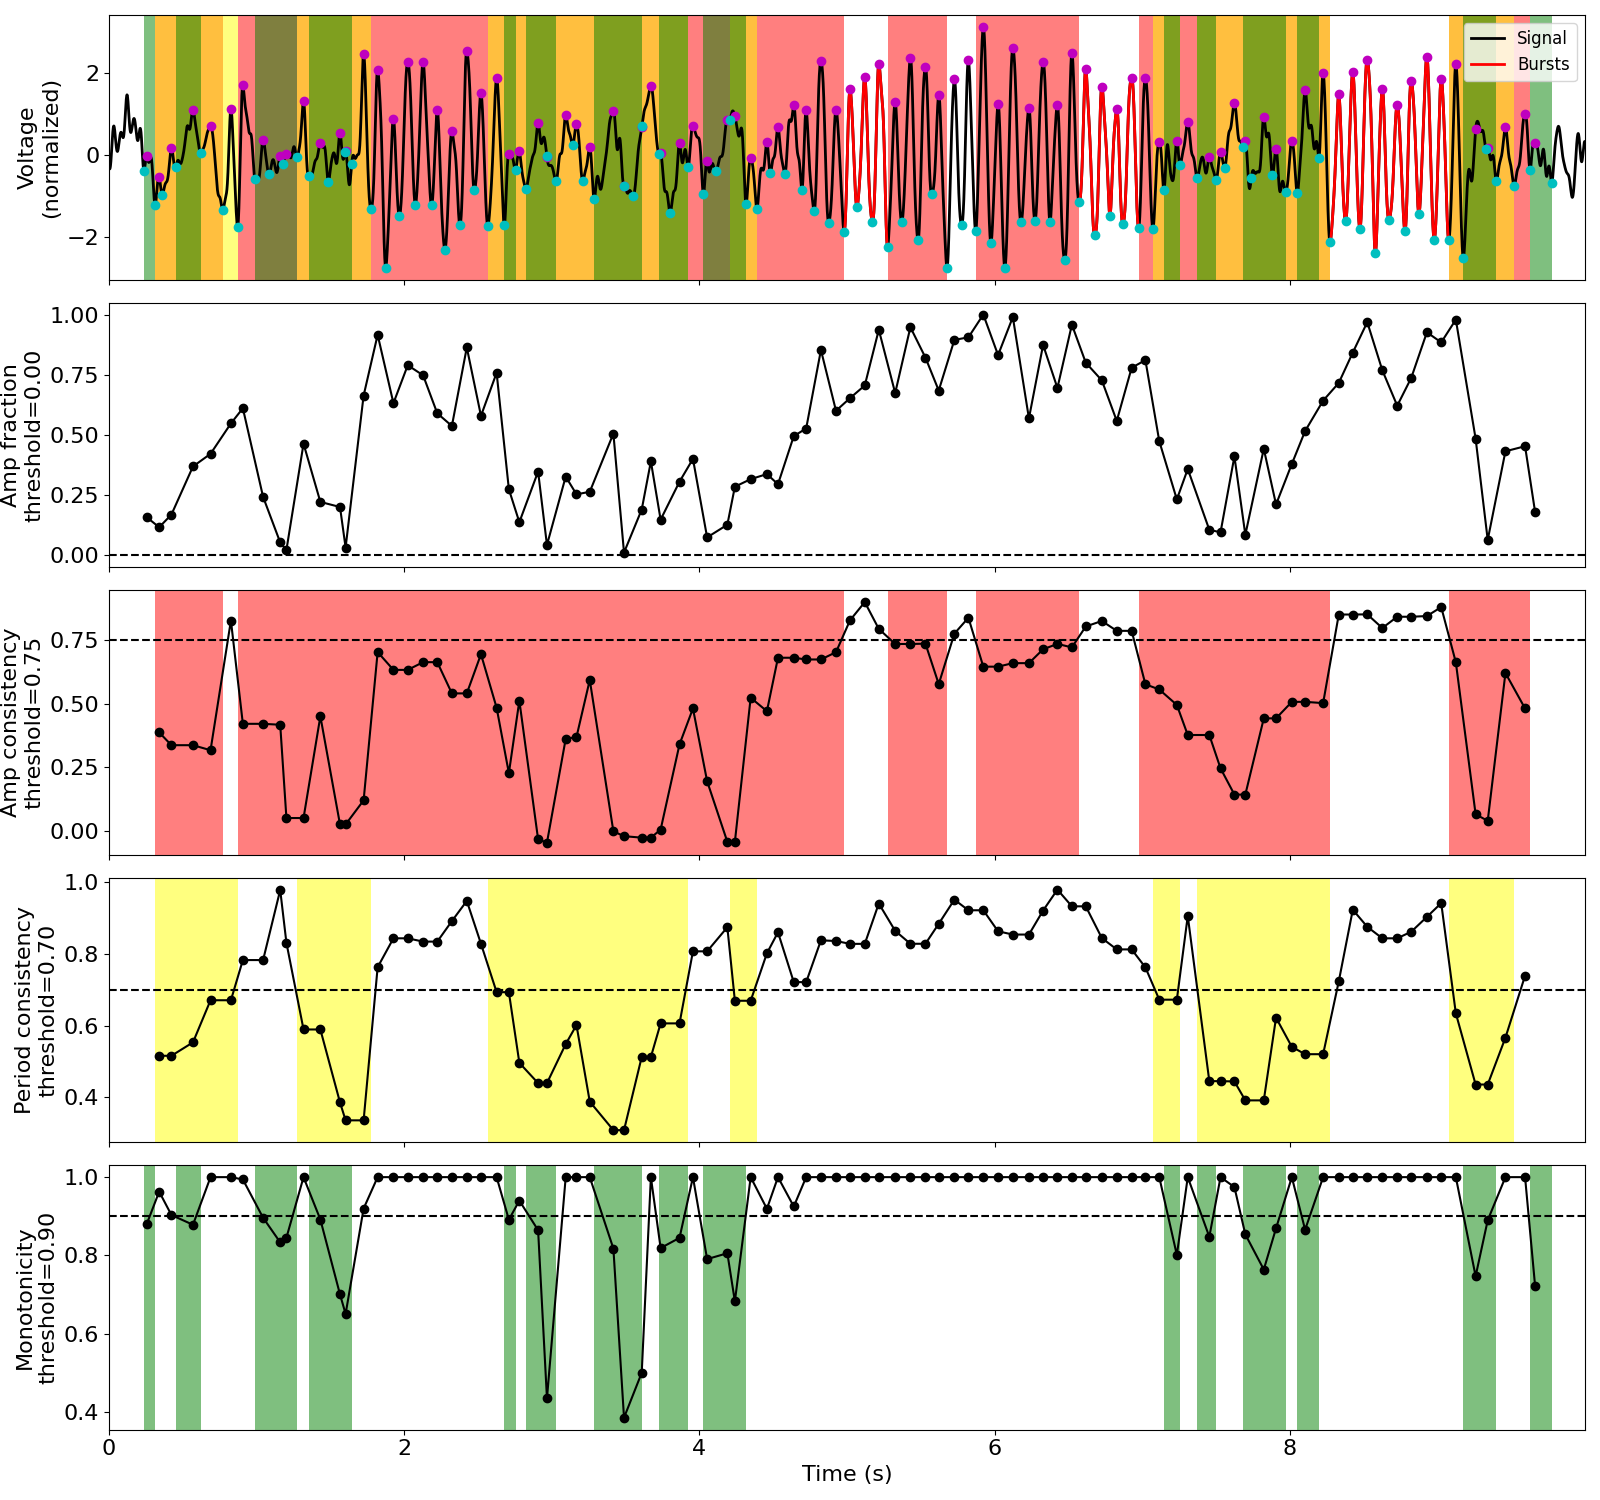 Voltage
(normalized)
2
0
−2
Signal
Bursts
Amp fraction
threshold=0.00
1.00
0.75
0.50
0.25
0.00
Amp consistency
threshold=0.75
0.75
0.50
0.25
0.00
Period consistency
threshold=0.70
1.0
0.8
0.6
0.4
Monotonicity
threshold=0.90
1.0
0.8
0.6
0.4
0
2
4
6
8
Time (s)